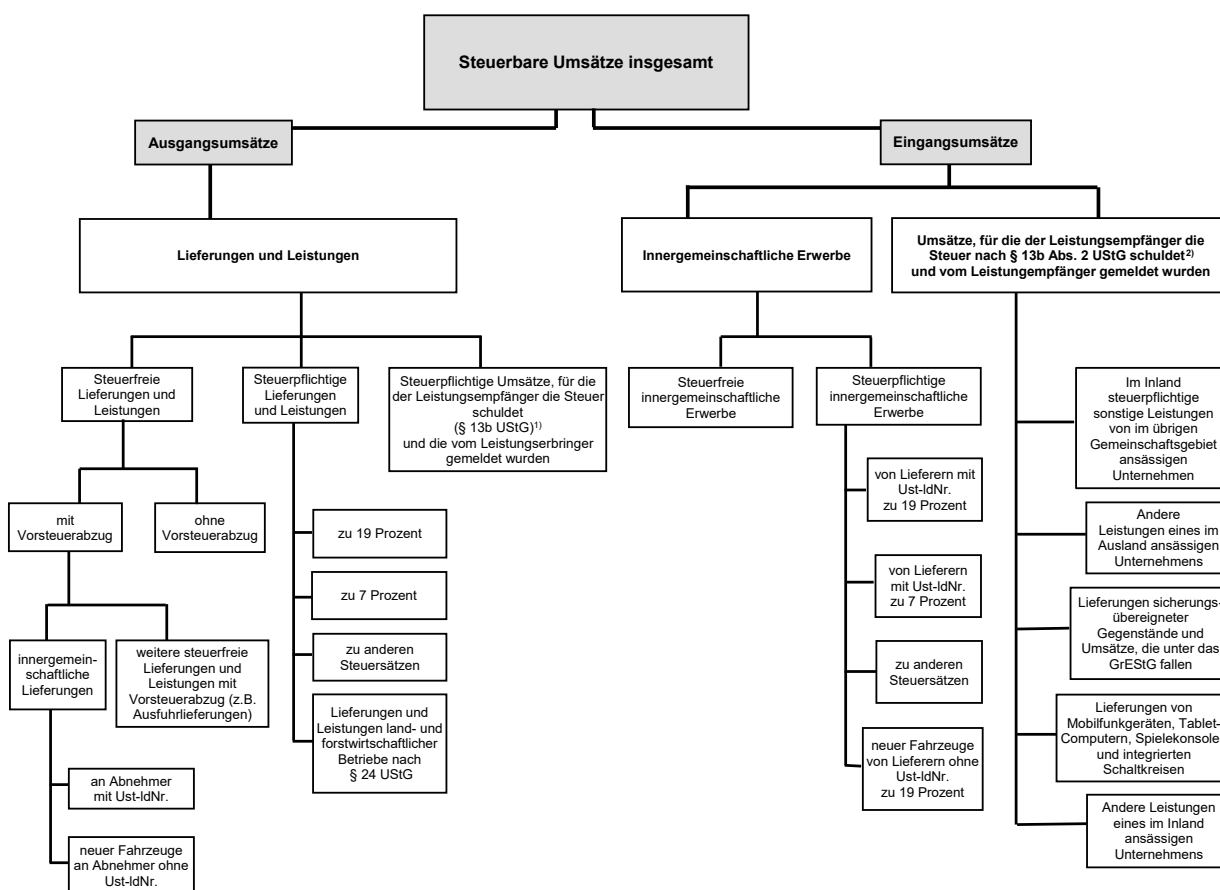 Steuerbare Umsätze insgesamt
Ausgangsumsätze
Eingangsumsätze
Lieferungen und Leistungen
Innergemeinschaftliche Erwerbe
Umsätze, für die der Leistungsempfänger die
Steuer nach § 13b Abs. 2 UStG schuldet²⁾
und vom Leistungempfänger gemeldet wurden
Steuerfreie
Lieferungen und
Leistungen
Steuerpflichtige
Lieferungen
und Leistungen
Steuerpflichtige Umsätze, für die
der Leistungsempfänger die Steuer
schuldet
(§ 13b UStG)¹⁾
und die vom Leistungserbringer
gemeldet wurden
Steuerfreie
innergemeinschaftliche
Erwerbe
Steuerpflichtige
innergemeinschaftliche
Erwerbe
Im Inland
steuerpflichtige
sonstige Leistungen
von im übrigen
Gemeinschaftsgebiet
ansässigen
Unternehmen
mit
Vorsteuerabzug
ohne
Vorsteuerabzug
zu 19 Prozent
von Lieferern mit
Ust-IdNr.
zu 19 Prozent
Andere
Leistungen eines im
Ausland ansässigen
Unternehmens
zu 7 Prozent
von Lieferern
mit Ust-IdNr.
zu 7 Prozent
Lieferungen sicherungs-
übereigneter
Gegenstände und
Umsätze, die unter das
GrEStG fallen
innergemein-
schaftliche
Lieferungen
weitere steuerfreie
Lieferungen und
Leistungen mit
Vorsteuerabzug (z.B.
Ausfuhrlieferungen)
zu anderen
Steuersätzen
zu anderen
Steuersätzen
Lieferungen und
Leistungen land- und
forstwirtschaftlicher
Betriebe nach
§ 24 UStG
neuer Fahrzeuge
von Lieferern ohne
Ust-IdNr.
zu 19 Prozent
Lieferungen von
Mobilfunkgeräten, Tablet-
Computern, Spielekonsole
und integrierten
Schaltkreisen
an Abnehmer
mit Ust-IdNr.
neuer Fahrzeuge
an Abnehmer ohne
Ust-IdNr.
Andere Leistungen
eines im Inland
ansässigen
Unternehmens